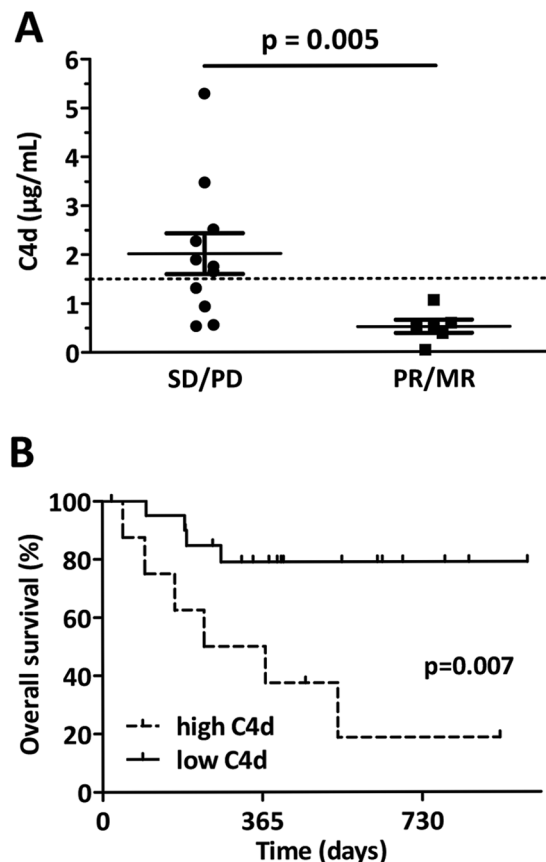 A
p = 0.005
C4d (µg/mL)
6
5
4
3
2
1
0
SD/PD
PR/MR
B
Overall survival (%)
100
80
60
40
20
0
p=0.007
high C4d
low C4d
0
365
730
Time (days)